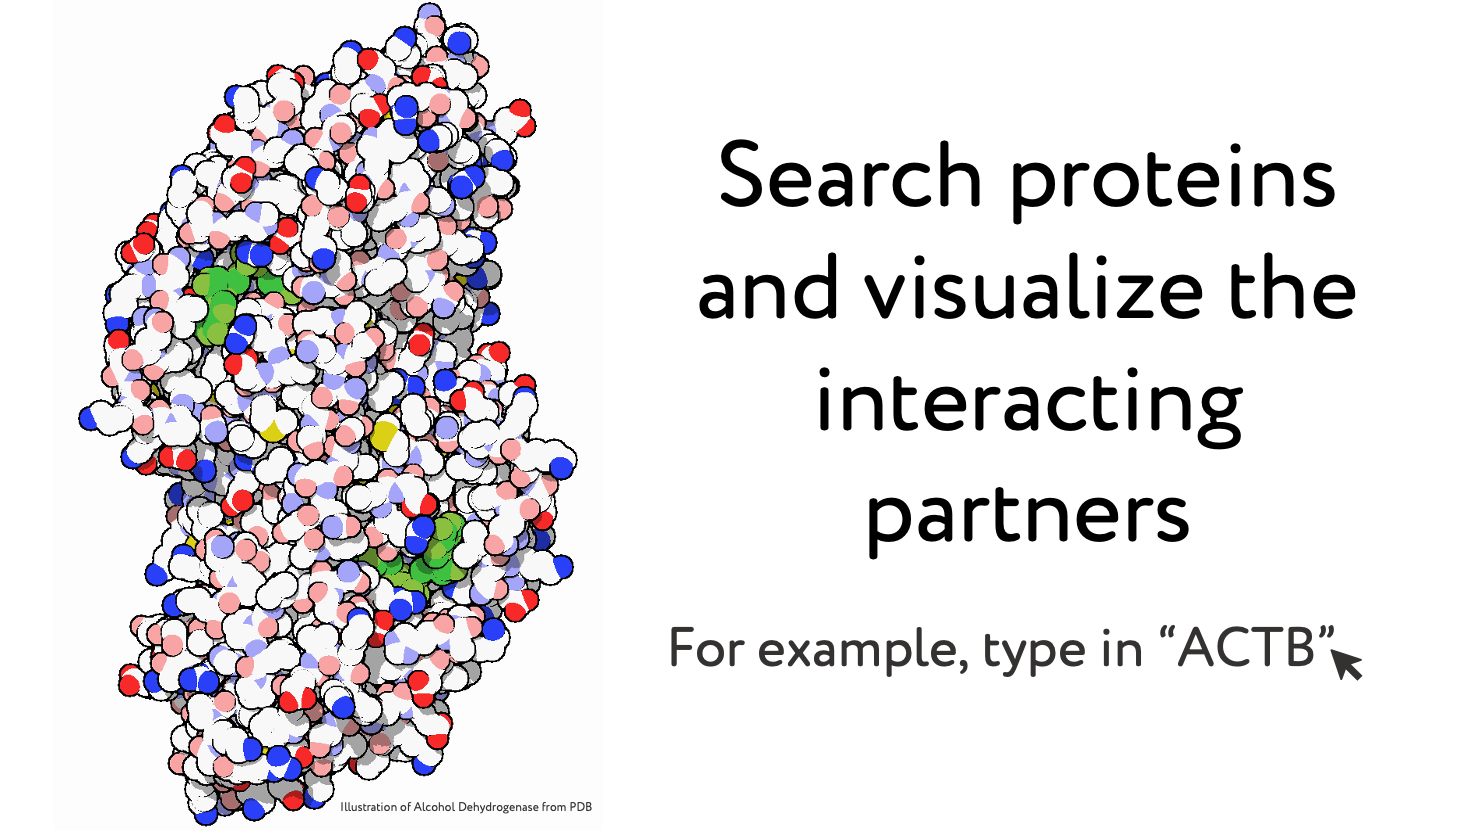 Search proteins
and visualize the
interacting
partners
For example, type in “ACTB”
Illustration of Alcohol Dehydrogenase from PDB